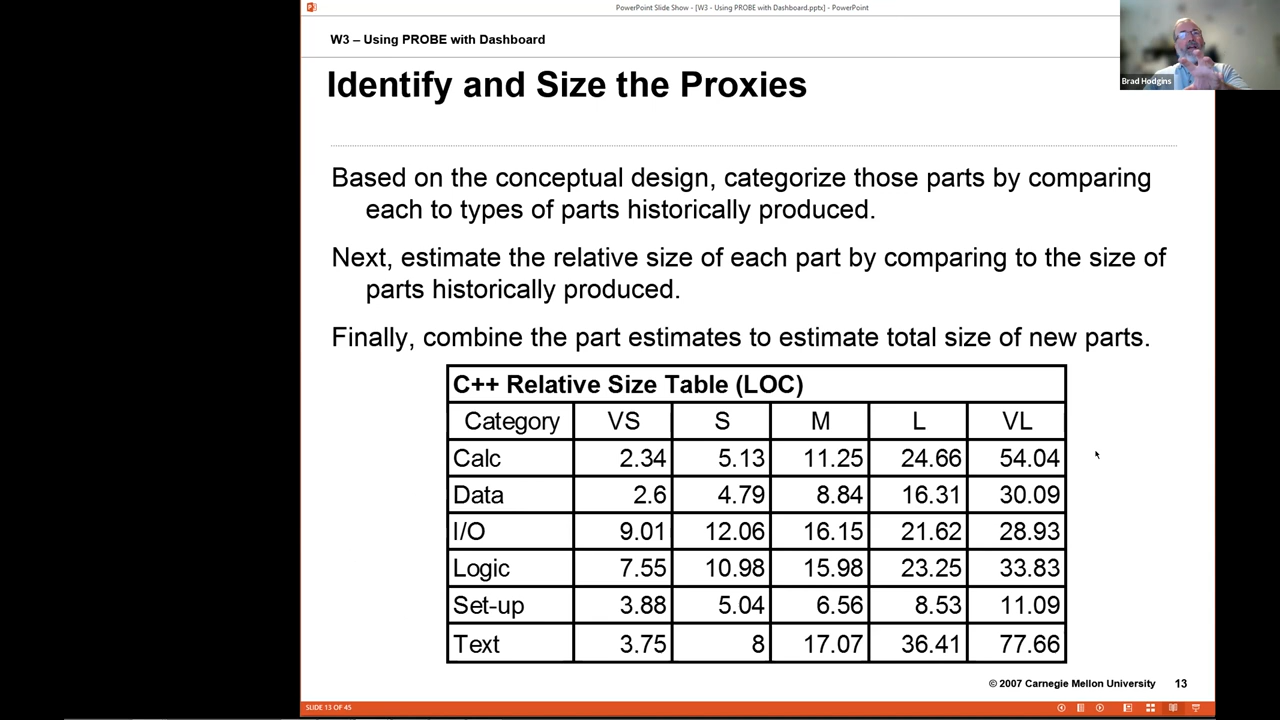 PowerPoint Slide Show - [W3 - Using PROBE with Dashboard.pptx] - PowerPoint
W3 – Using PROBE with Dashboard
Brad Hodgins
Identify and Size the Proxies
Based on the conceptual design, categorize those parts by comparing
each to types of parts historically produced.
Next, estimate the relative size of each part by comparing to the size of
parts historically produced.
Finally, combine the part estimates to estimate total size of new parts.
C++ Relative Size Table (LOC)
Category VS S M L VL
Calc 2.34 5.13 11.25 24.66 54.04
Data 2.6 4.79 8.84 16.31 30.09
I/O 9.01 12.06 16.15 21.62 28.93
Logic 7.55 10.98 15.98 23.25 33.83
Set-up 3.88 5.04 6.56 8.53 11.09
Text 3.75 8 17.07 36.41 77.66
© 2007 Carnegie Mellon University 13
SLIDE 13 OF 45